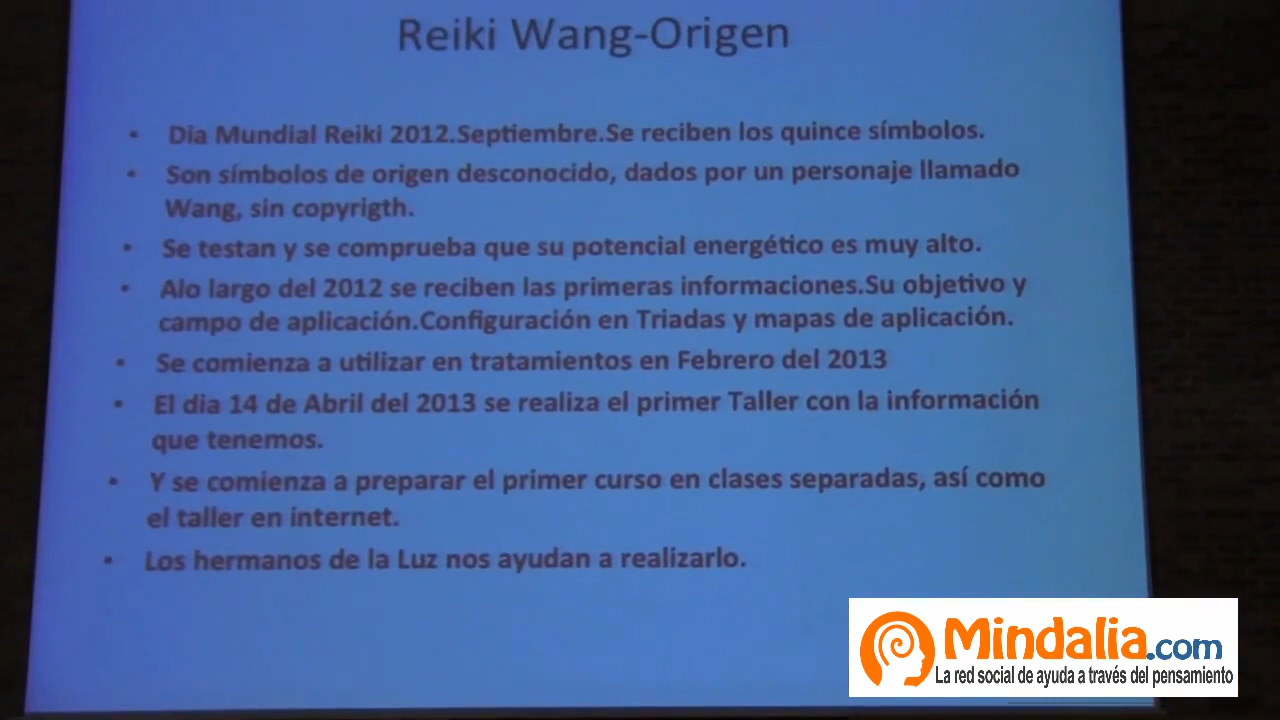 Reiki Wang-Origen
• Dia Mundial Reiki 2012.Septiembre.Se reciben los quince símbolos.
• Son símbolos de origen desconocido, dados por un personaje llamado
Wang, sin copyrigth.
• Se testan y se comprueba que su potencial energético es muy alto.
• Alo largo del 2012 se reciben las primeras informaciones.Su objetivo y
campo de aplicación.Configuración en Triadas y mapas de aplicación.
• Se comienza a utilizar en tratamientos en Febrero del 2013
• El dia 14 de Abril del 2013 se realiza el primer Taller con la información
que tenemos.
• Y se comienza a preparar el primer curso en clases separadas, así como
el taller en internet.
• Los hermanos de la Luz nos ayudan a realizarlo.
Mindalia.com
La red social de ayuda a través del pensamiento